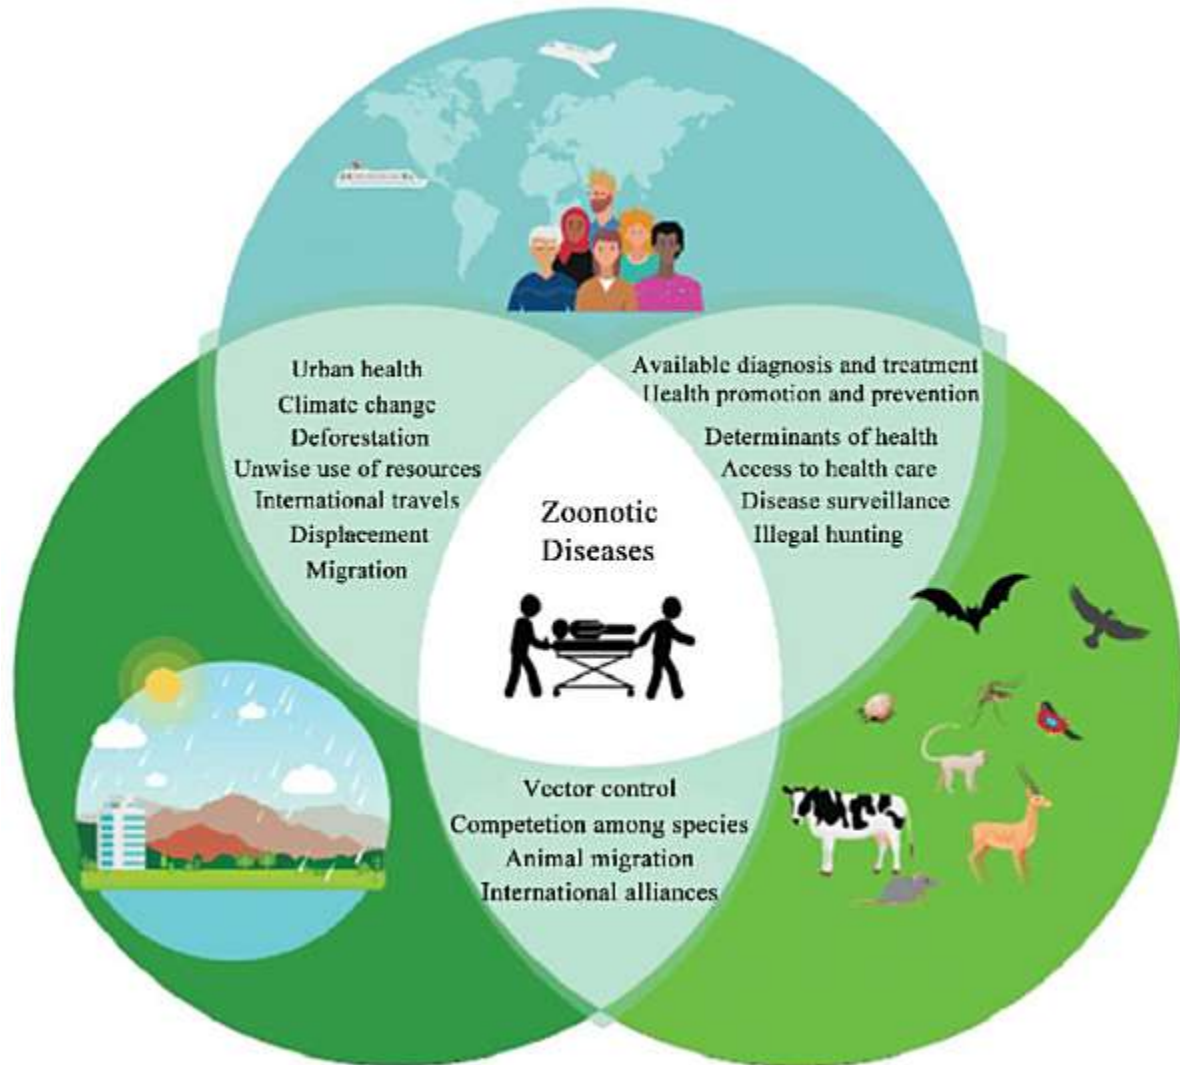 Urban health
Climate change
Deforestation
Unwise use of resources
International travels
Displacement
Migration
Available diagnosis and treatment
Health promotion and prevention
Determinants of health
Access to health care
Disease surveillance
Illegal hunting
Zoonotic
Diseases
Vector control
Competetion among species
Animal migration
International alliances